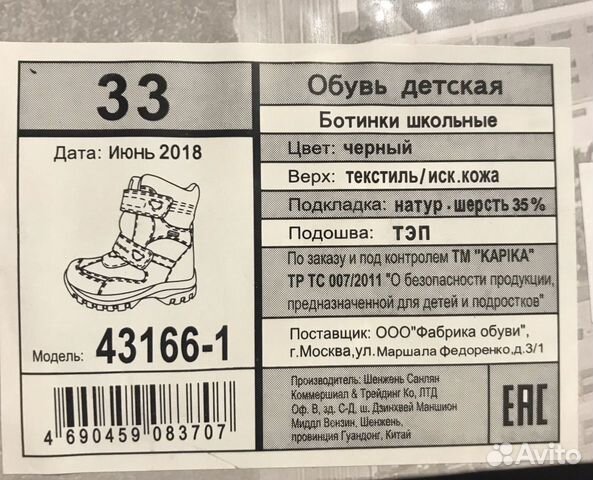 33
Дата: Июнь 2018
Модель: 43166-1
4 690459 083707
Обувь детская
Ботинки школьные
Цвет: черный
Верх: текстиль/иск.кожа
Подкладка: натур.шерсть 35%
Подошва: ТЭП
По заказу и под контролем ТМ "KAPIKA"
ТР ТС 007/2011 "О безопасности продукции,
предназначенной для детей и подростков"
Поставщик: ООО"Фабрика обуви",
г.Москва,ул.Маршала Федоренко,д.3/1
Производитель: Шенжень Санлян
Коммершиал & Трейдинг Ко, ЛТД
Оф. В, зд. С-Д, ш. Дзинхвей Маншион
Миддл Вонзин, Шенжень,
провинция Гуандонг, Китай
EAC
Avito